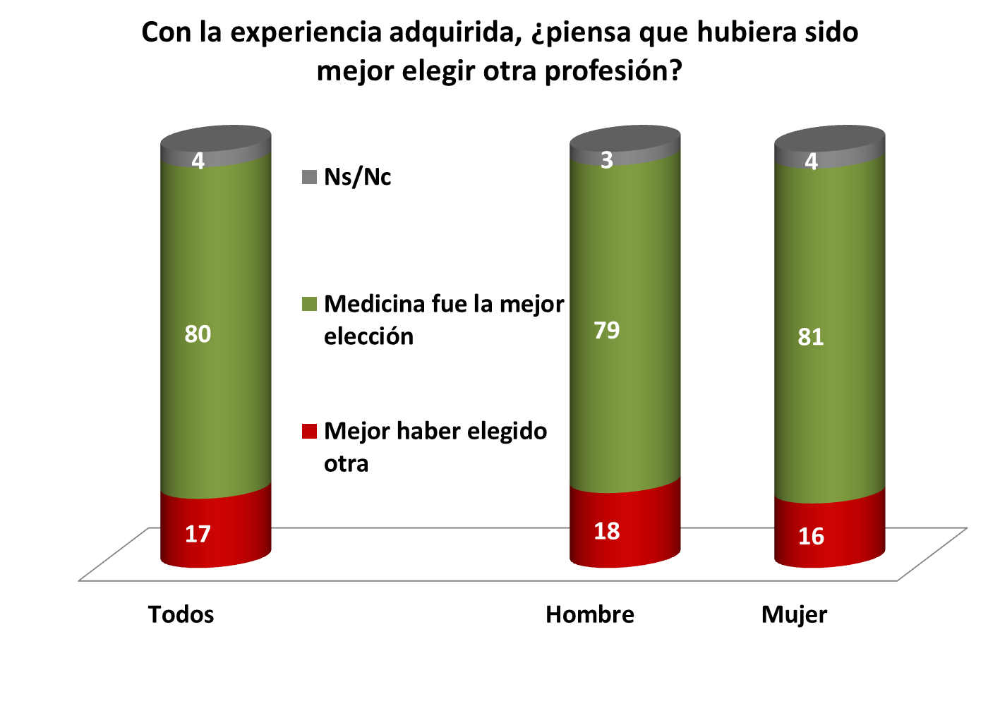 Con la experiencia adquirida, ¿piensa que hubiera sido
mejor elegir otra profesión?
4
80
17
Ns/Nc
Medicina fue la mejor
elección
Mejor haber elegido
otra
3
79
18
4
81
16
Todos
Hombre
Mujer